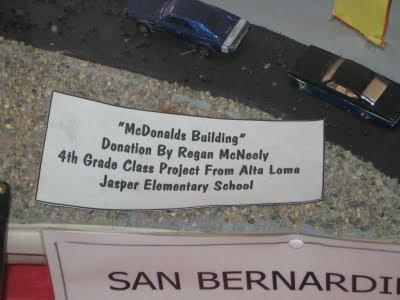 "McDonalds Building"
Donation By Regan McNeely
4th Grade Class Project From Alta Loma
Jasper Elementary School
SAN BERNARDI